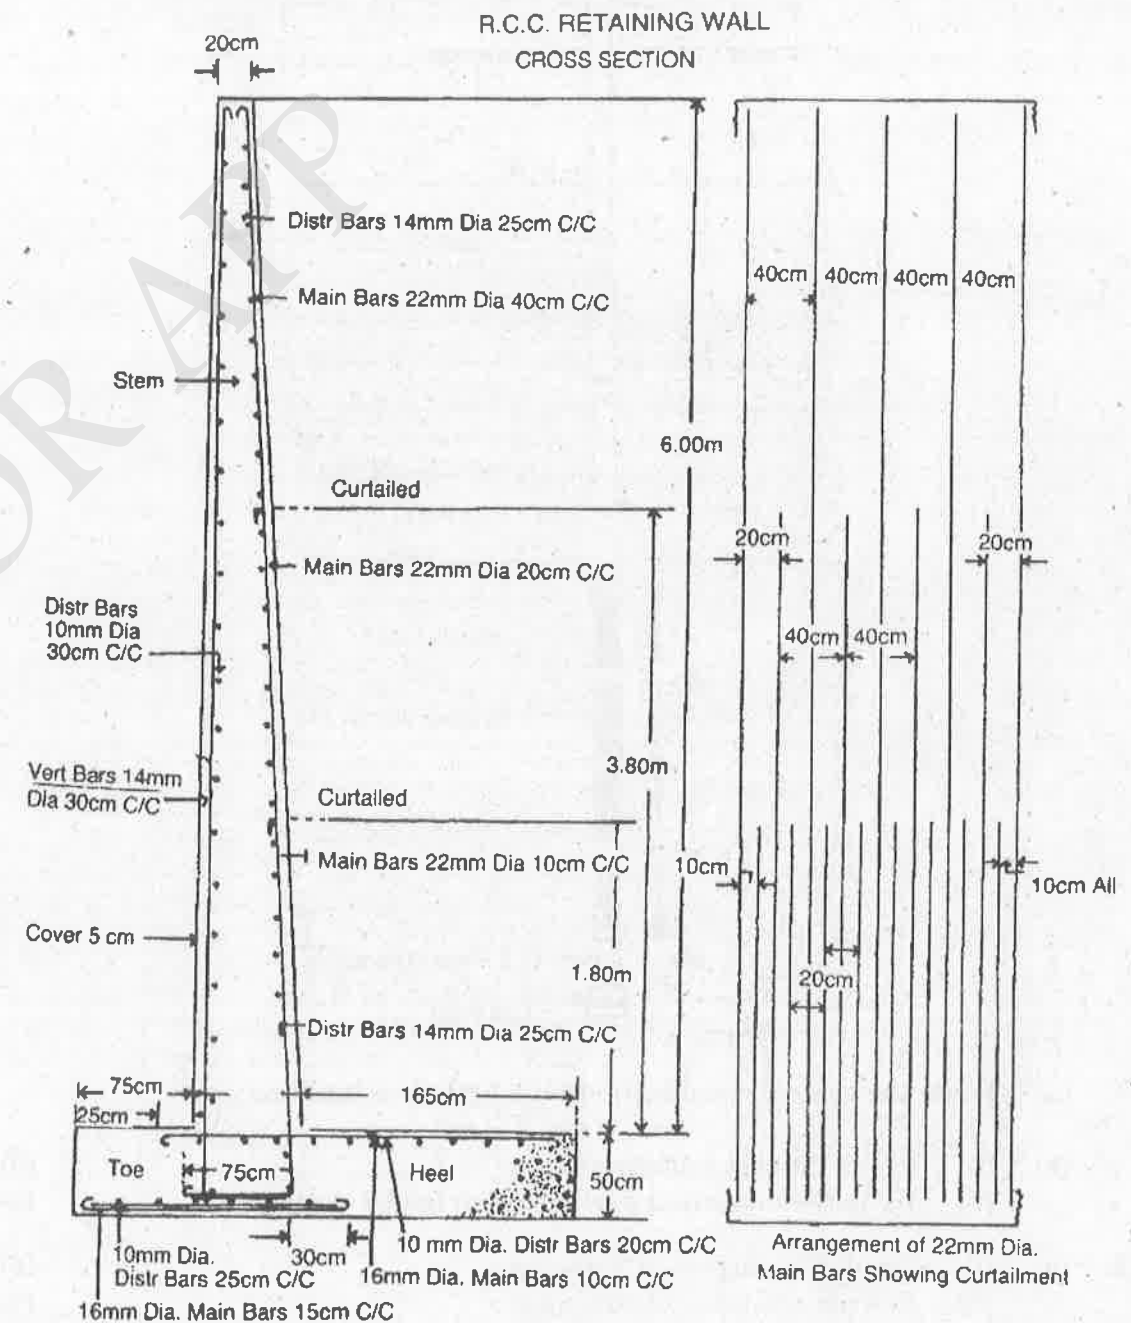 R.C.C. RETAINING WALL
CROSS SECTION
20cm
Distr Bars 14mm Dia 25cm C/C
Main Bars 22mm Dia 40cm C/C
Stem
6.00m
40cm
40cm
40cm
40cm
Curtailed
Main Bars 22mm Dia 20cm C/C
20cm
20cm
Distr Bars
10mm Dia
30cm C/C
40cm
40cm
Vert Bars 14mm
Dia 30cm C/C
3.80m
Curtailed
Main Bars 22mm Dia 10cm C/C
10cm
10cm All
Cover 5 cm
1.80m
20cm
Distr Bars 14mm Dia 25cm C/C
75cm
165cm
25cm
Toe
75cm
Heel
50cm
10mm Dia.
Distr Bars 25cm C/C
30cm
10 mm Dia. Distr Bars 20cm C/C
16mm Dia. Main Bars 10cm C/C
16mm Dia. Main Bars 15cm C/C
Arrangement of 22mm Dia.
Main Bars Showing Curtailment
OR APP